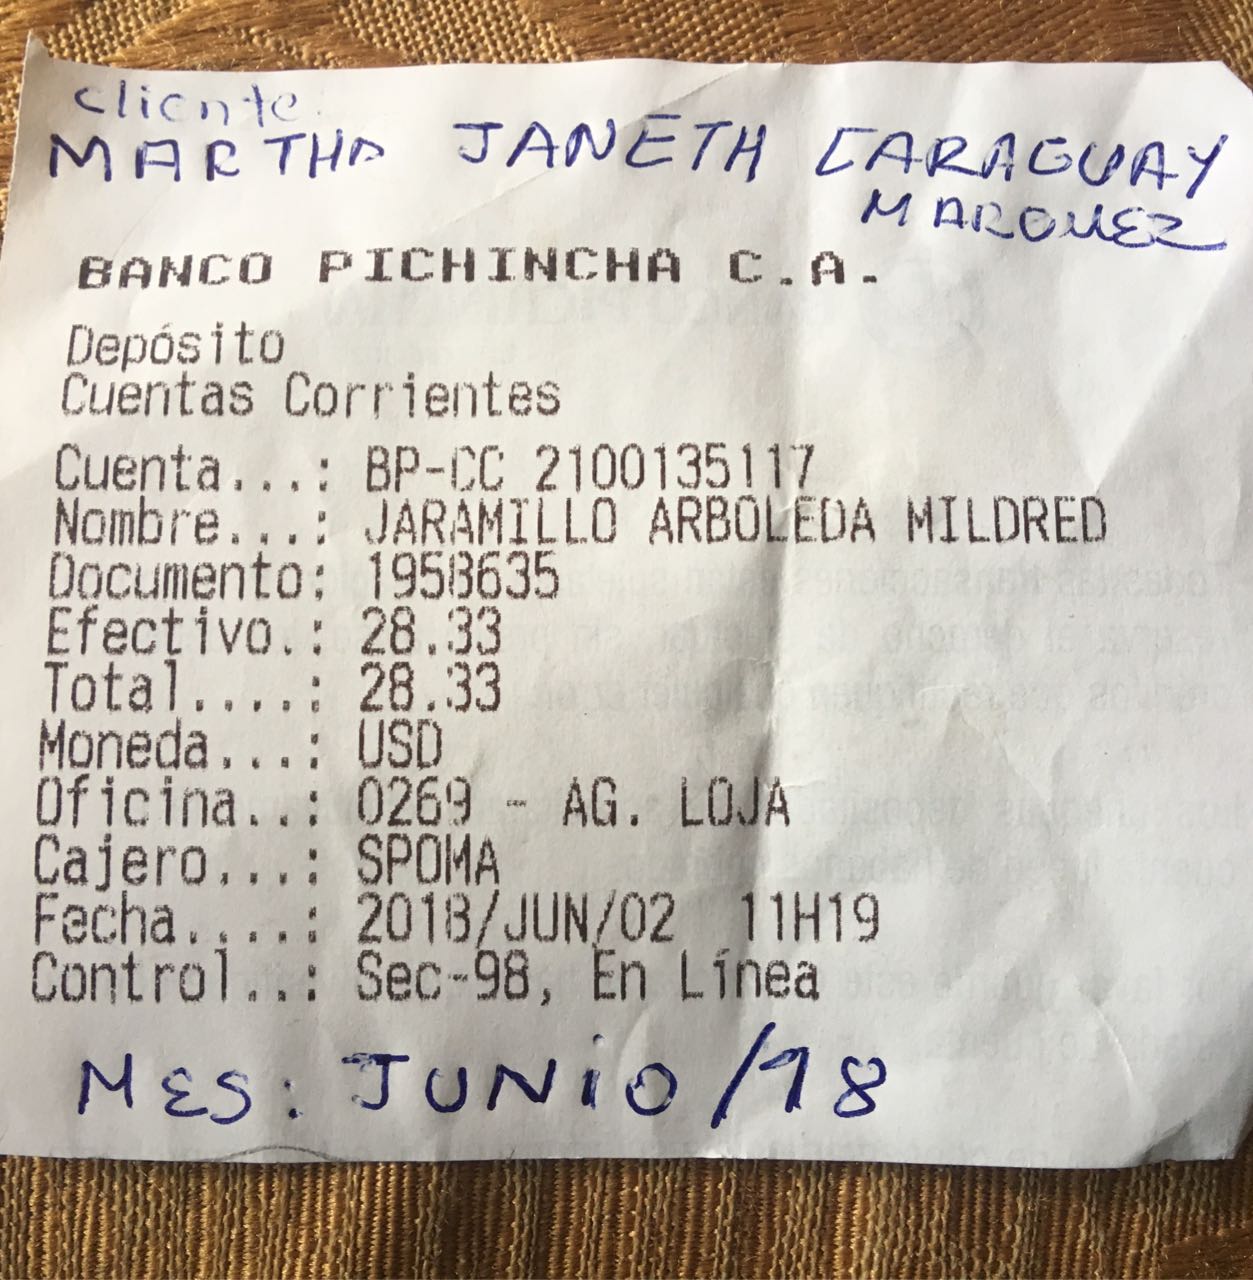 cliente.
MARTHA JANETH CARAGUAY
MARQUEZ
BANCO PICHINCHA C.A.
Depósito
Cuentas Corrientes
Cuenta...: BP-CC 2100135117
Nombre...: JARAMILLO ARBOLEDA MILDRED
Documento: 1958635
Efectivo.: 28.33
Total....: 28.33
Moneda...: USD
Oficina..: 0269 - AG. LOJA
Cajero...: SPOMA
Fecha....: 2018/JUN/02 11H19
Control..: Sec-98, En Línea
MES: JUNIO/18